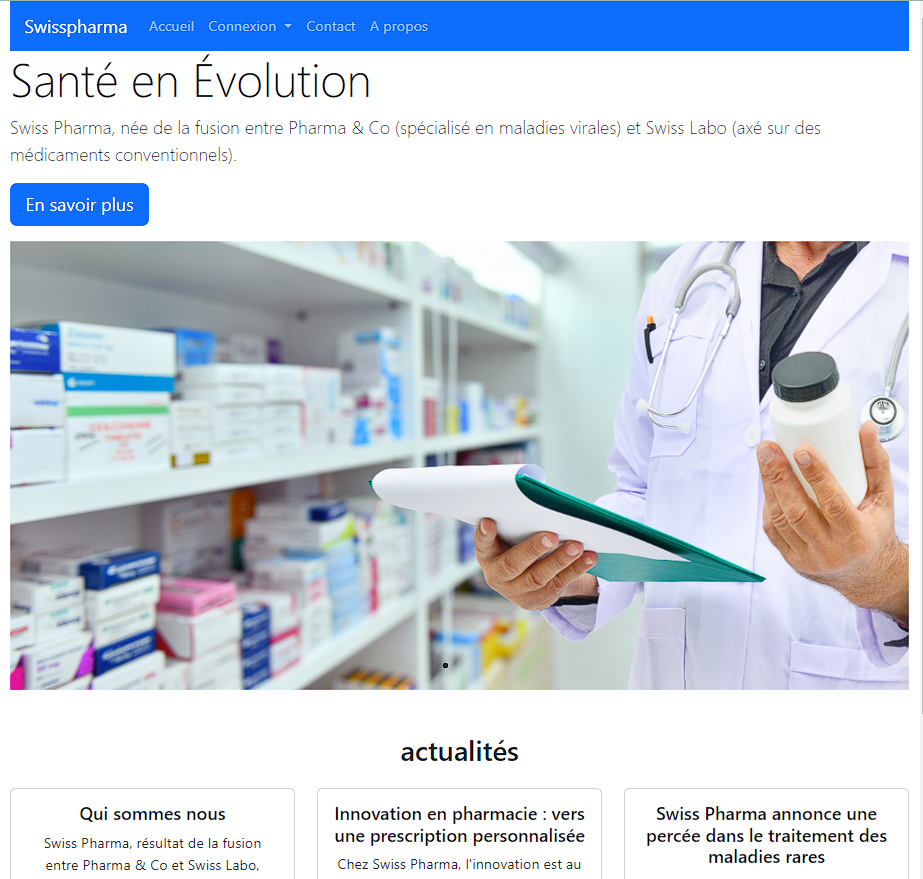 Swisspharma Accueil Connexion Contact A propos
Santé en Évolution
Swiss Pharma, née de la fusion entre Pharma & Co (spécialisé en maladies virales) et Swiss Labo (axé sur des
médicaments conventionnels).
En savoir plus
actualités
Qui sommes nous
Swiss Pharma, résultat de la fusion
entre Pharma & Co et Swiss Labo,
Innovation en pharmacie : vers
une prescription personnalisée
Chez Swiss Pharma, l'innovation est au
Swiss Pharma annonce une
percée dans le traitement des
maladies rares